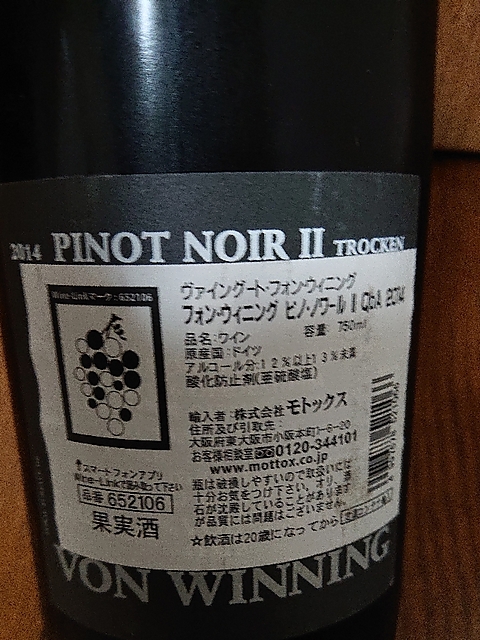 2014 PINOT NOIR II TROCKEN
Wine-Linkマーク:652106
ヴァイングート・フォン・ウィニング
フォン・ウィニング ピノ・ノワール II QbA 2014
品名:ワイン 容量 750ml
原産国:ドイツ
アルコール分:12%以上13%未満
酸化防止剤(亜硫酸塩)
輸入者:株式会社モトックス
住所及び引取先:
大阪府東大阪市小阪本町1-6-20
お客様相談室 0120-344101
www.mottox.co.jp
スマートフォンアプリ
Wine-Linkで読み取って下さい
品番 652106
果実酒
瓶は破損しやすいので取扱いには
十分お気をつけ下さい。オリ、酒
石が沈殿していることがあります
が品質には問題はございません。
☆飲酒は20歳になってから
VON WINNING